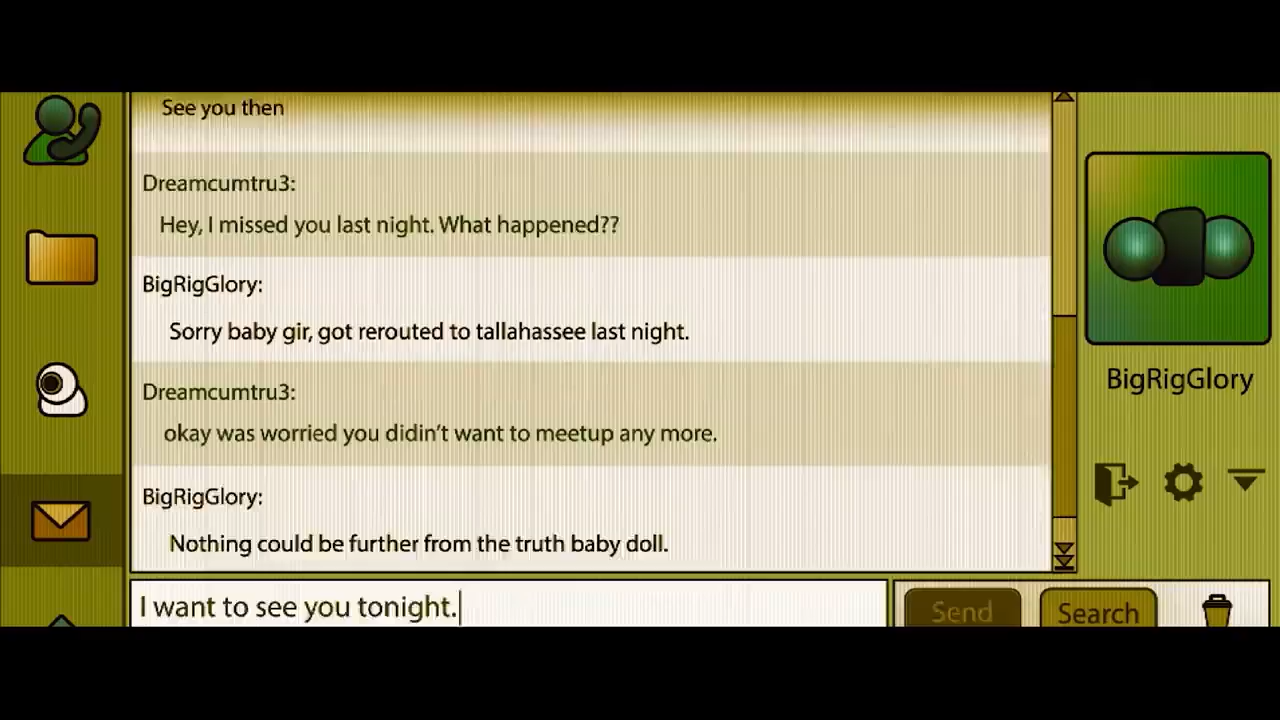 See you then
Dreamcumtru3:
Hey, I missed you last night. What happened??
BigRigGlory:
Sorry baby gir, got rerouted to tallahassee last night.
Dreamcumtru3:
okay was worried you didin't want to meetup any more.
BigRigGlory:
Nothing could be further from the truth baby doll.
I want to see you tonight.
Send
Search
BigRigGlory